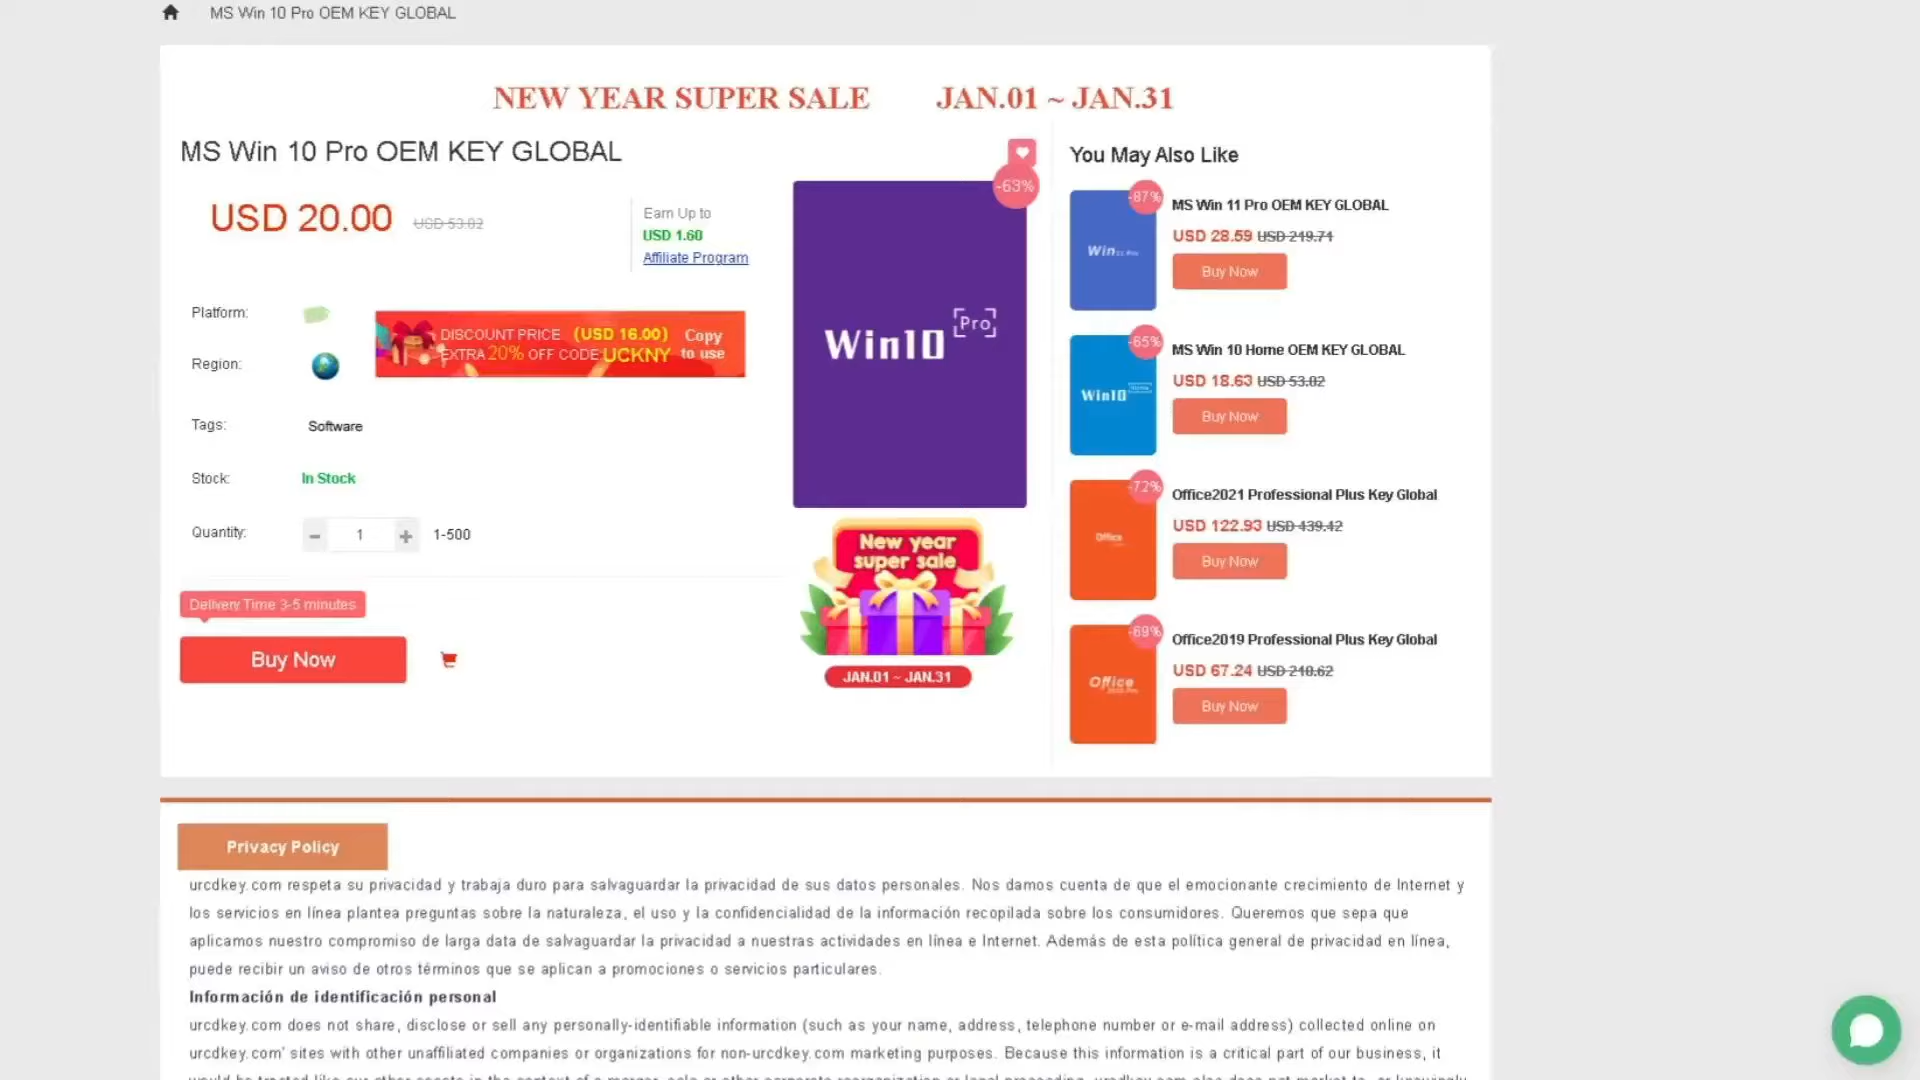 MS Win 10 Pro OEM KEY GLOBAL
NEW YEAR SUPER SALE JAN.01 ~ JAN.31
MS Win 10 Pro OEM KEY GLOBAL
USD 20.00 USD 53.02
Earn Up to
USD 1.60
Affiliate Program
Platform:
DISCOUNT PRICE (USD 16.00)
EXTRA 20% OFF CODE:UCKNY
Copy
to use
Region:
Tags: Software
Stock: In Stock
Quantity: - 1 + 1-500
Delivery Time 3-5 minutes
Buy Now
-63%
Win10 [Pro]
New year
super sale
JAN.01 ~ JAN.31
You May Also Like
-87%
Win 11 Pro
MS Win 11 Pro OEM KEY GLOBAL
USD 28.59 USD 219.71
Buy Now
-65%
Win10
MS Win 10 Home OEM KEY GLOBAL
USD 18.63 USD 53.02
Buy Now
-72%
Office
Office2021 Professional Plus Key Global
USD 122.93 USD 439.42
Buy Now
-69%
Office
Office2019 Professional Plus Key Global
USD 67.24 USD 218.62
Buy Now
Privacy Policy
urcdkey.com respeta su privacidad y trabaja duro para salvaguardar la privacidad de sus datos personales. Nos damos cuenta de que el emocionante crecimiento de Internet y
los servicios en línea plantea preguntas sobre la naturaleza, el uso y la confidencialidad de la información recopilada sobre los consumidores. Queremos que sepa que
aplicamos nuestro compromiso de larga data de salvaguardar la privacidad a nuestras actividades en línea e Internet. Además de esta política general de privacidad en línea,
puede recibir un aviso de otros términos que se aplican a promociones o servicios particulares.
Información de identificación personal
urcdkey.com does not share, disclose or sell any personally-identifiable information (such as your name, address, telephone number or e-mail address) collected online on
urcdkey.com' sites with other unaffiliated companies or organizations for non-urcdkey.com marketing purposes. Because this information is a critical part of our business, it